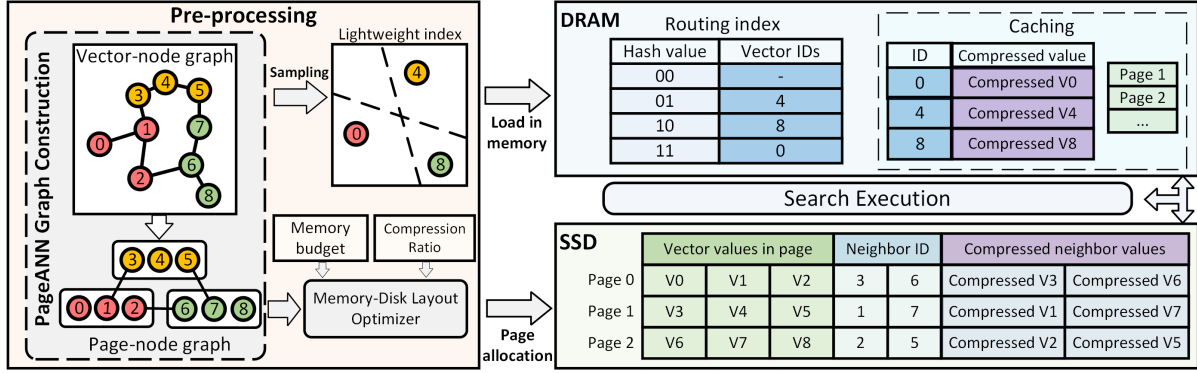 Pre-processing
PageANN Graph Construction
Vector-node graph
0
1
2
3
4
5
6
7
8
3 4 5
0 1 2
6 7 8
Page-node graph
Sampling
Lightweight index
4
0
8
Memory
budget
Compression
Ratio
Memory-Disk Layout
Optimizer
Load in
memory
Page
allocation
DRAM
Routing index
Hash value Vector IDs
00 -
01 4
10 8
11 0
Caching
ID Compressed value
0 Compressed V0
4 Compressed V4
8 Compressed V8
Page 1
Page 2
...
Search Execution
SSD
Vector values in page Neighbor ID Compressed neighbor values
Page 0 V0 V1 V2 3 6 Compressed V3 Compressed V6
Page 1 V3 V4 V5 1 7 Compressed V1 Compressed V7
Page 2 V6 V7 V8 2 5 Compressed V2 Compressed V5